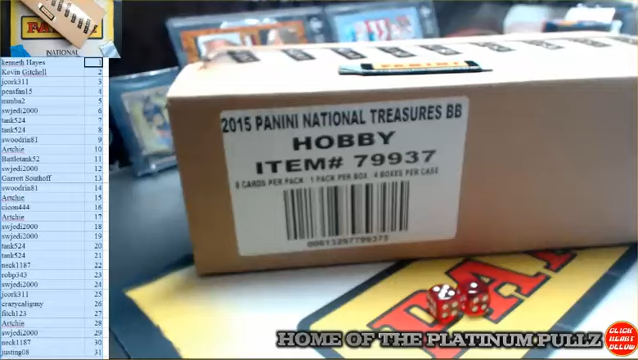 NATIONAL
kenneth Hayes 1
Kevin Gitchell 2
jcork311 3
pensfan15 4
mmba2 5
swjedi2000 6
tank524 7
tank524 8
swoodrin81 9
Artchie 10
Battletank52 11
swjedi2000 12
Garrett Southoff 13
swoodrin81 14
Artchie 15
cicon444 16
Artchie 17
swjedi2000 18
swjedi2000 19
tank524 20
tank524 21
neck1187 22
robp343 23
swjedi2000 24
jcork311 25
crazycaligmy 26
fitch123 27
Artchie 28
swjedi2000 29
neck1187 30
justing08 31
2015 PANINI NATIONAL TREASURES BB
HOBBY
ITEM# 79937
8 CARDS PER PACK - 1 PACK PER BOX - 4 BOXES PER CASE
HOME OF THE PLATINUM PULLZ
CLICK
HEART
BELOW